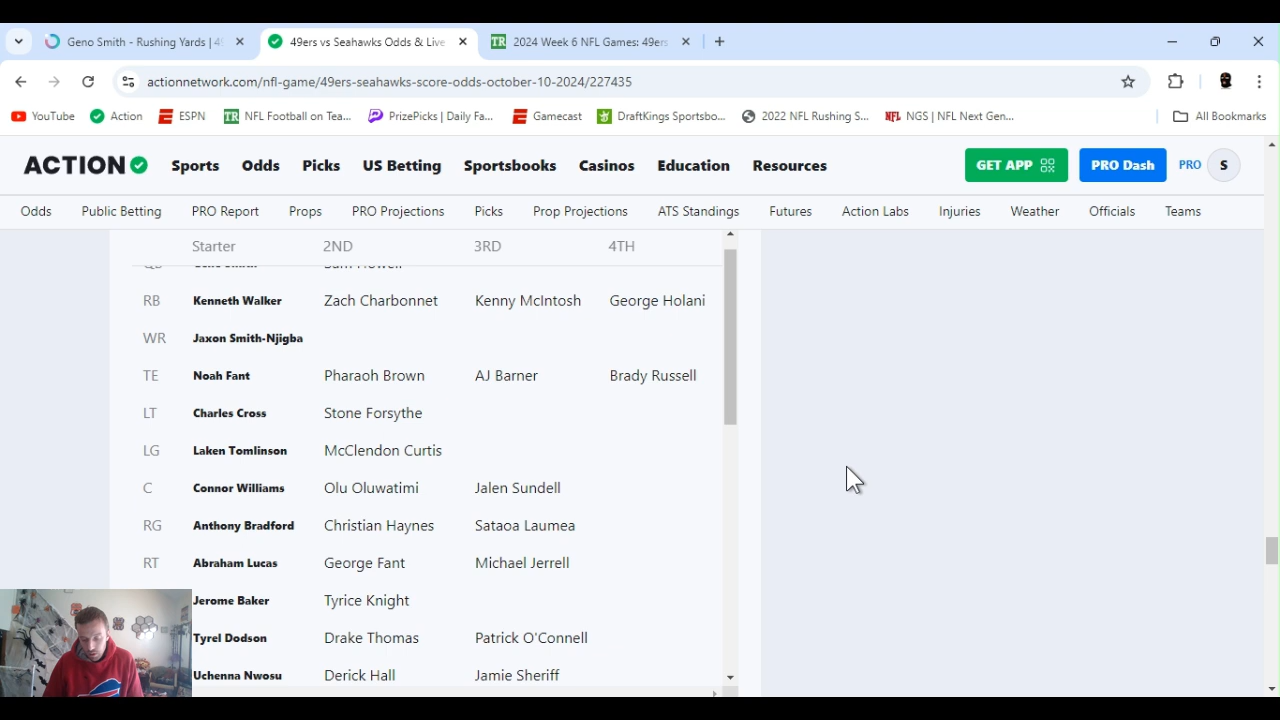 Geno Smith - Rushing Yards | 49
49ers vs Seahawks Odds & Live
TR 2024 Week 6 NFL Games: 49ers
actionnetwork.com/nfl-game/49ers-seahawks-score-odds-october-10-2024/227435
YouTube Action ESPN TR NFL Football on Tea... PrizePicks | Daily Fa... Gamecast DraftKings Sportsbo... 2022 NFL Rushing S... NFL NGS | NFL Next Gen... All Bookmarks
ACTION Sports Odds Picks US Betting Sportsbooks Casinos Education Resources GET APP PRO Dash PRO S
Odds Public Betting PRO Report Props PRO Projections Picks Prop Projections ATS Standings Futures Action Labs Injuries Weather Officials Teams
Starter 2ND 3RD 4TH
RB Kenneth Walker Zach Charbonnet Kenny McIntosh George Holani
WR Jaxon Smith-Njigba
TE Noah Fant Pharaoh Brown AJ Barner Brady Russell
LT Charles Cross Stone Forsythe
LG Laken Tomlinson McClendon Curtis
C Connor Williams Olu Oluwatimi Jalen Sundell
RG Anthony Bradford Christian Haynes Sataoa Laumea
RT Abraham Lucas George Fant Michael Jerrell
Jerome Baker Tyrice Knight
Tyrel Dodson Drake Thomas Patrick O'Connell
Uchenna Nwosu Derick Hall Jamie Sheriff